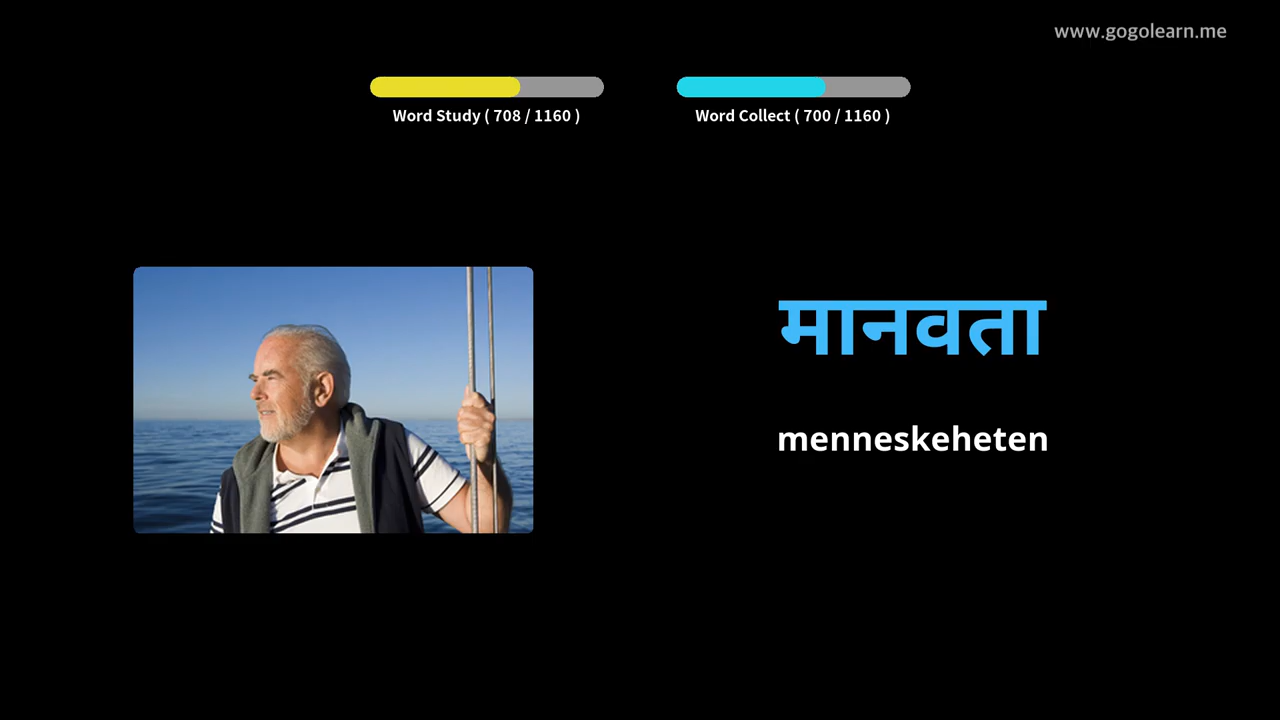 www.gogolearn.me
Word Study ( 708 / 1160 )
Word Collect ( 700 / 1160 )
मानवता
menneskeheten